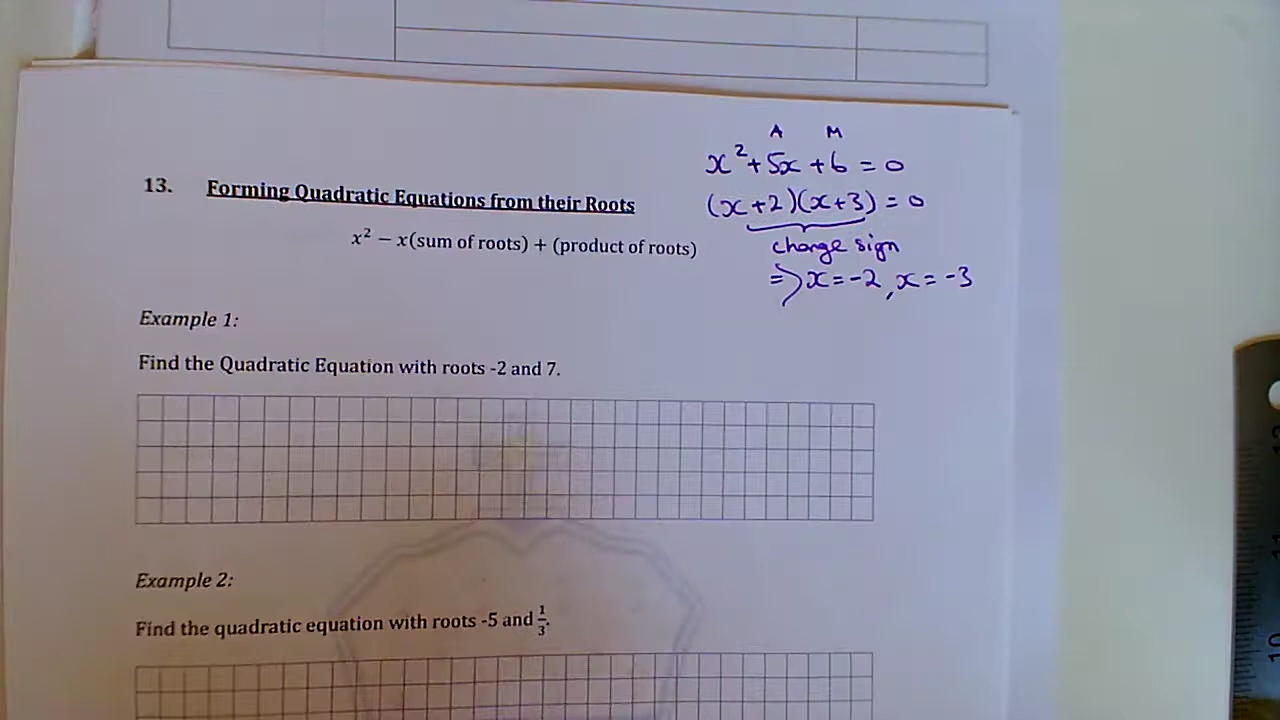 A M
x² + 5x + 6 = 0
(x+2)(x+3) = 0
change sign
⇒ x = -2, x = -3
13. Forming Quadratic Equations from their Roots
x² − x(sum of roots) + (product of roots)
Example 1:
Find the Quadratic Equation with roots -2 and 7.
Example 2:
Find the quadratic equation with roots -5 and 1/3.
10